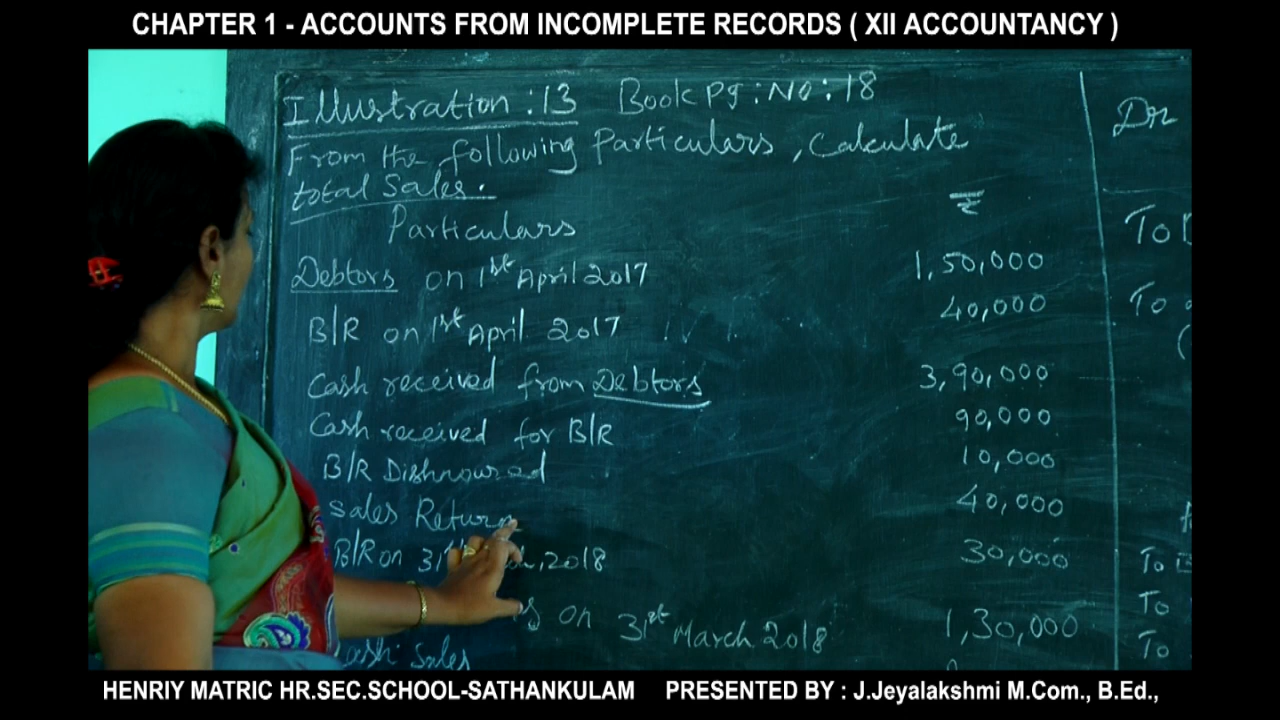 CHAPTER 1 - ACCOUNTS FROM INCOMPLETE RECORDS ( XII ACCOUNTANCY )
Illustration :13 Book Pg : No : 18
From the following Particulars, Calculate
total Sales.
Particulars ₹
Debtors on 1st April 2017 1,50,000
B/R on 1st April 2017 40,000
Cash received from Debtors 3,90,000
Cash received for B/R 90,000
B/R Dishnoured 10,000
Sales Return 40,000
B/R on 31 2018 30,000
on 31st March 2018 1,30,000
Cash Sales
Dr
To
To
(
To
To
To
HENRIY MATRIC HR.SEC.SCHOOL-SATHANKULAM PRESENTED BY : J.Jeyalakshmi M.Com., B.Ed.,